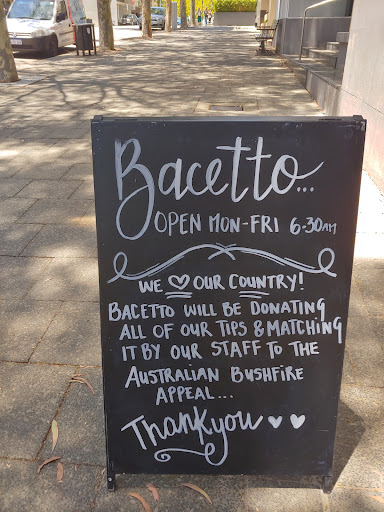 Bacetto...
OPEN MON-FRI 6-30AM
WE ♡ OUR COUNTRY!
BACETTO WILL BE DONATING
ALL OF OUR TIPS & MATCHING
IT BY OUR STAFF TO THE
AUSTRALIAN BUSHFIRE
APPEAL...
Thankyou ♥ ♥